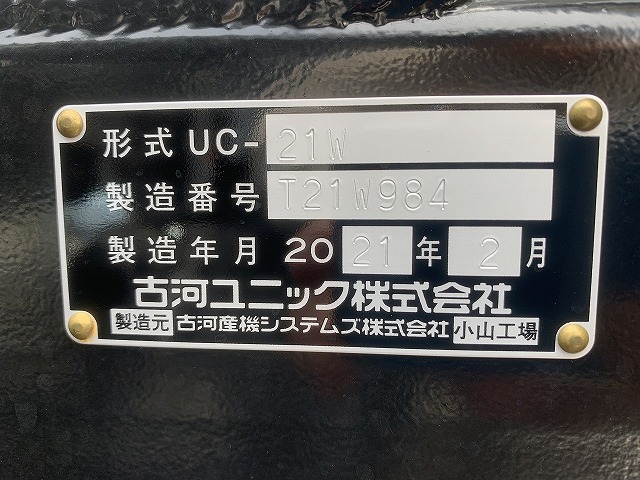 形式 UC-21W
製造番号 T21W984
製造年月 2021年2月
古河ユニック株式会社
製造元 古河産機システムズ株式会社 小山工場